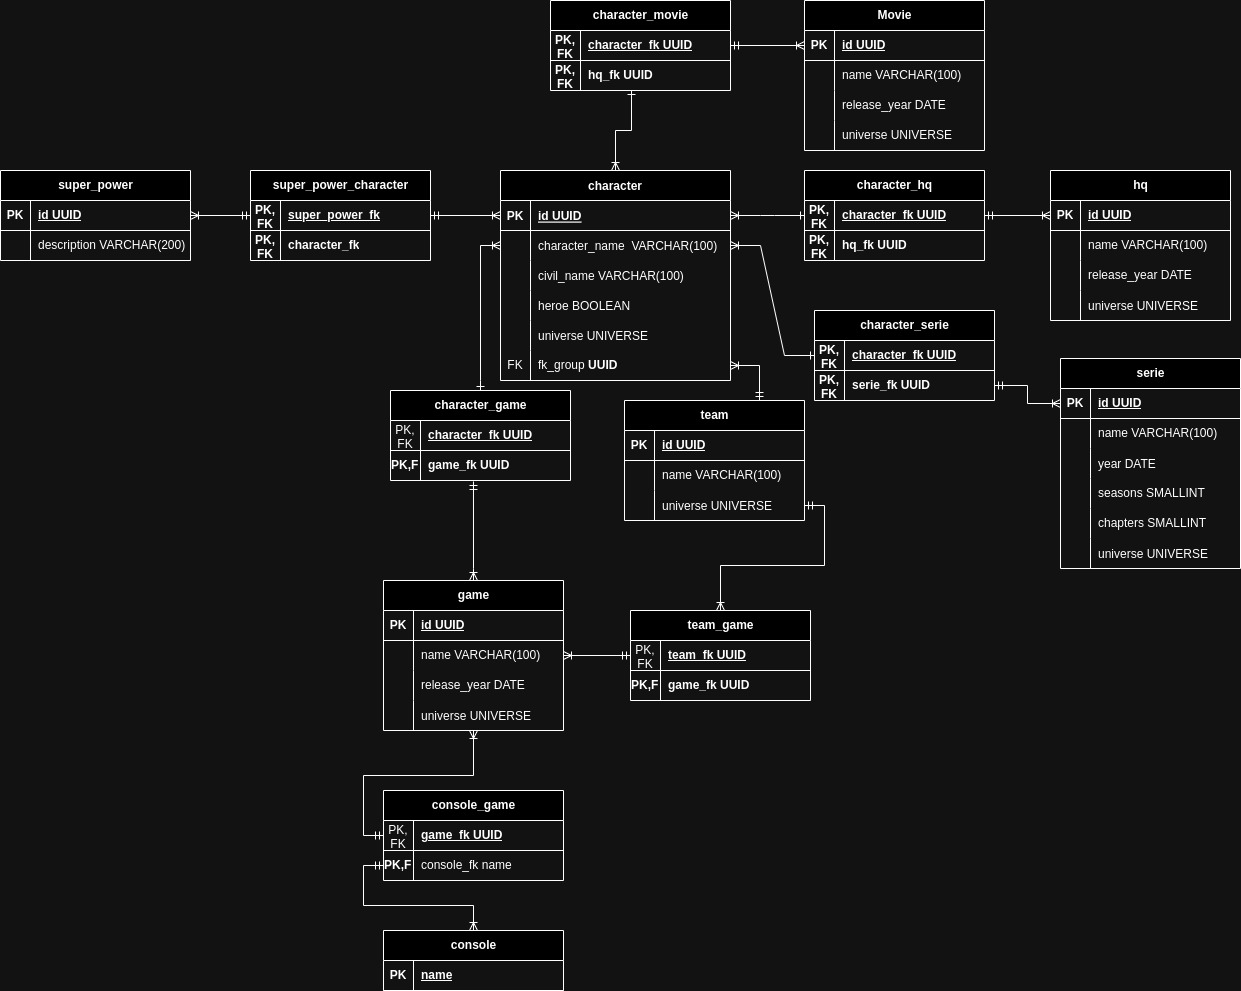 character_movie
PK,
FK
character_fk UUID
PK,
FK
hq_fk UUID
Movie
PK
id UUID
name VARCHAR(100)
release_year DATE
universe UNIVERSE
super_power
PK
id UUID
description VARCHAR(200)
super_power_character
PK,
FK
super_power_fk
PK,
FK
character_fk
character
PK
id UUID
character_name VARCHAR(100)
civil_name VARCHAR(100)
heroe BOOLEAN
universe UNIVERSE
FK
fk_group UUID
character_hq
PK,
FK
character_fk UUID
PK,
FK
hq_fk UUID
hq
PK
id UUID
name VARCHAR(100)
release_year DATE
universe UNIVERSE
character_serie
PK,
FK
character_fk UUID
PK,
FK
serie_fk UUID
serie
PK
id UUID
name VARCHAR(100)
year DATE
seasons SMALLINT
chapters SMALLINT
universe UNIVERSE
character_game
PK,
FK
character_fk UUID
PK,F
game_fk UUID
team
PK
id UUID
name VARCHAR(100)
universe UNIVERSE
game
PK
id UUID
name VARCHAR(100)
release_year DATE
universe UNIVERSE
team_game
PK,
FK
team_fk UUID
PK,F
game_fk UUID
console_game
PK,
FK
game_fk UUID
PK,F
console_fk name
console
PK
name